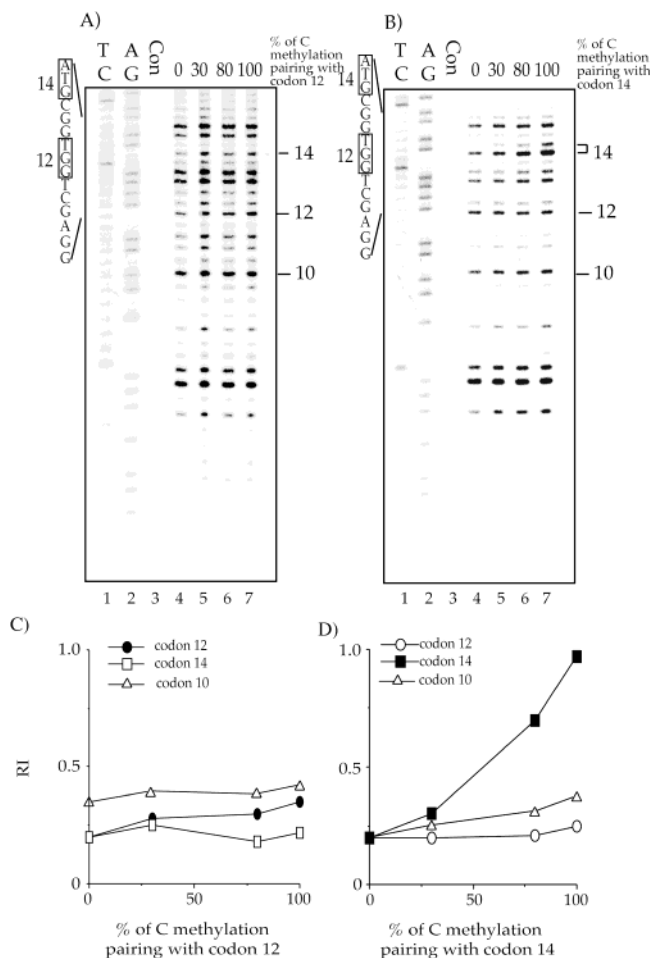 A)
T
C
A
G
Con
0 30 80 100
% of C
methylation
pairing with
codon 12
14
12
A
T
G
C
G
G
T
G
G
T
C
G
A
G
G
14
12
10
1 2 3 4 5 6 7
B)
T
C
A
G
Con
0 30 80 100
% of C
methylation
pairing with
codon 14
14
12
A
T
G
C
G
G
T
G
G
T
C
G
A
G
G
14
12
10
1 2 3 4 5 6 7
C)
codon 12
codon 14
codon 10
1.0
0.5
0
RI
0 50 100
% of C methylation
pairing with codon 12
D)
codon 12
codon 14
codon 10
1.0
0.5
0
0 50 100
% of C methylation
pairing with codon 14